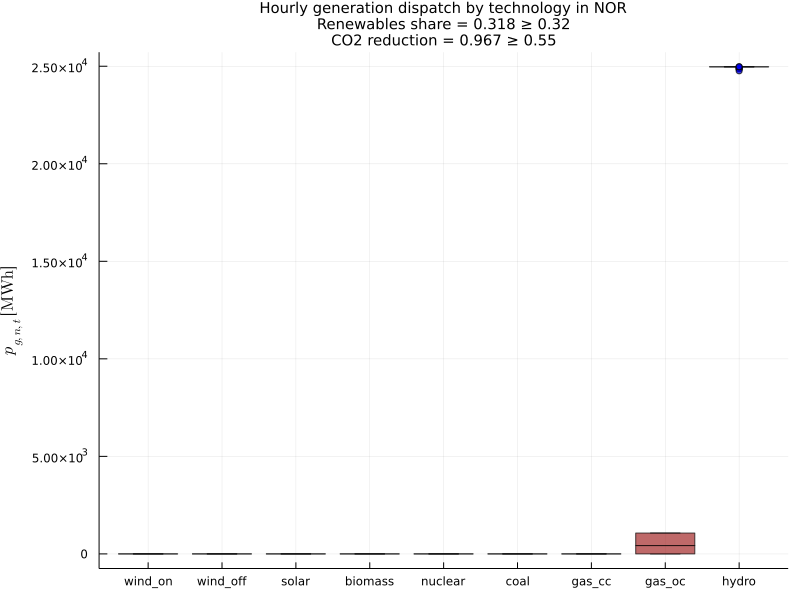 Hourly generation dispatch by technology in NOR
Renewables share = 0.318 ≥ 0.32
CO2 reduction = 0.967 ≥ 0.55
2.50×10⁴
2.00×10⁴
1.50×10⁴
1.00×10⁴
5.00×10³
0
p_{g,n,t} [MWh]
wind_on wind_off solar biomass nuclear coal gas_cc gas_oc hydro